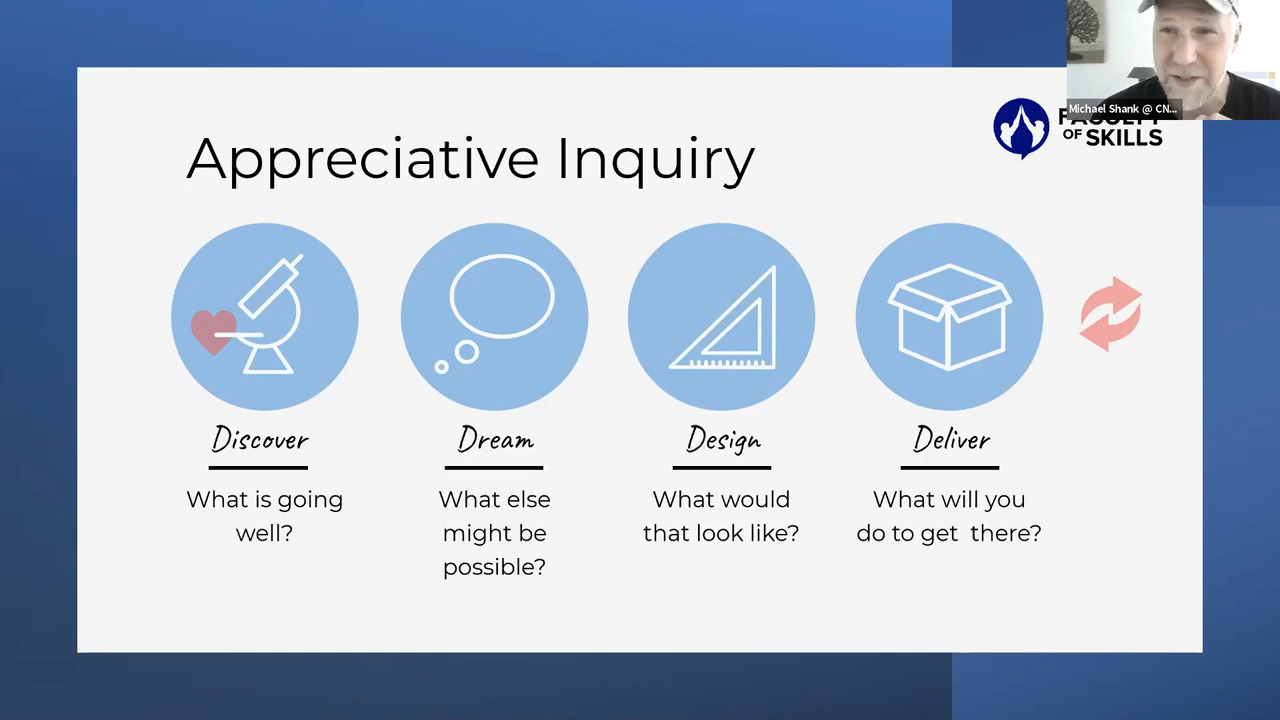 Michael Shank @ CN...
OF SKILLS
Appreciative Inquiry
Discover
What is going
well?
Dream
What else
might be
possible?
Design
What would
that look like?
Deliver
What will you
do to get  there?